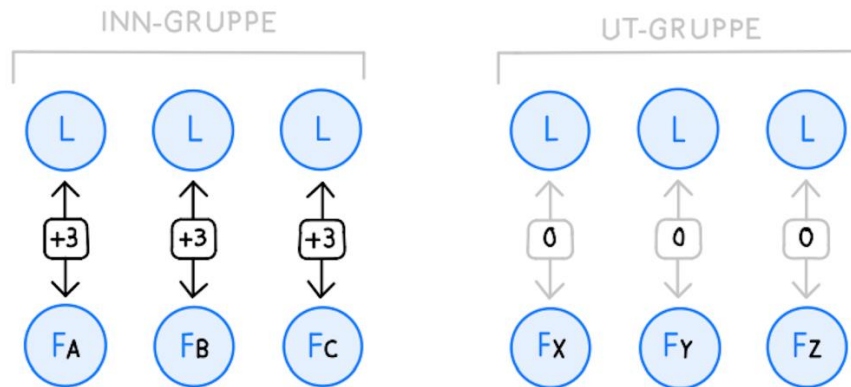 INN-GRUPPE UT-GRUPPE
L L L L L L
+3 +3 +3 0 0 0
FA FB FC FX FY FZ